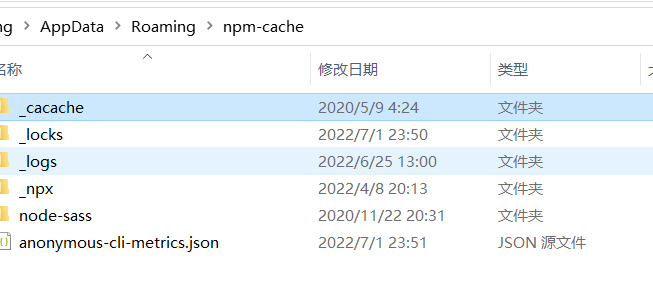 ng > AppData > Roaming > npm-cache
名称 修改日期 类型
_cacache 2020/5/9 4:24 文件夹
_locks 2022/7/1 23:50 文件夹
_logs 2022/6/25 13:00 文件夹
_npx 2022/4/8 20:13 文件夹
node-sass 2020/11/22 20:31 文件夹
anonymous-cli-metrics.json 2022/7/1 23:51 JSON 源文件